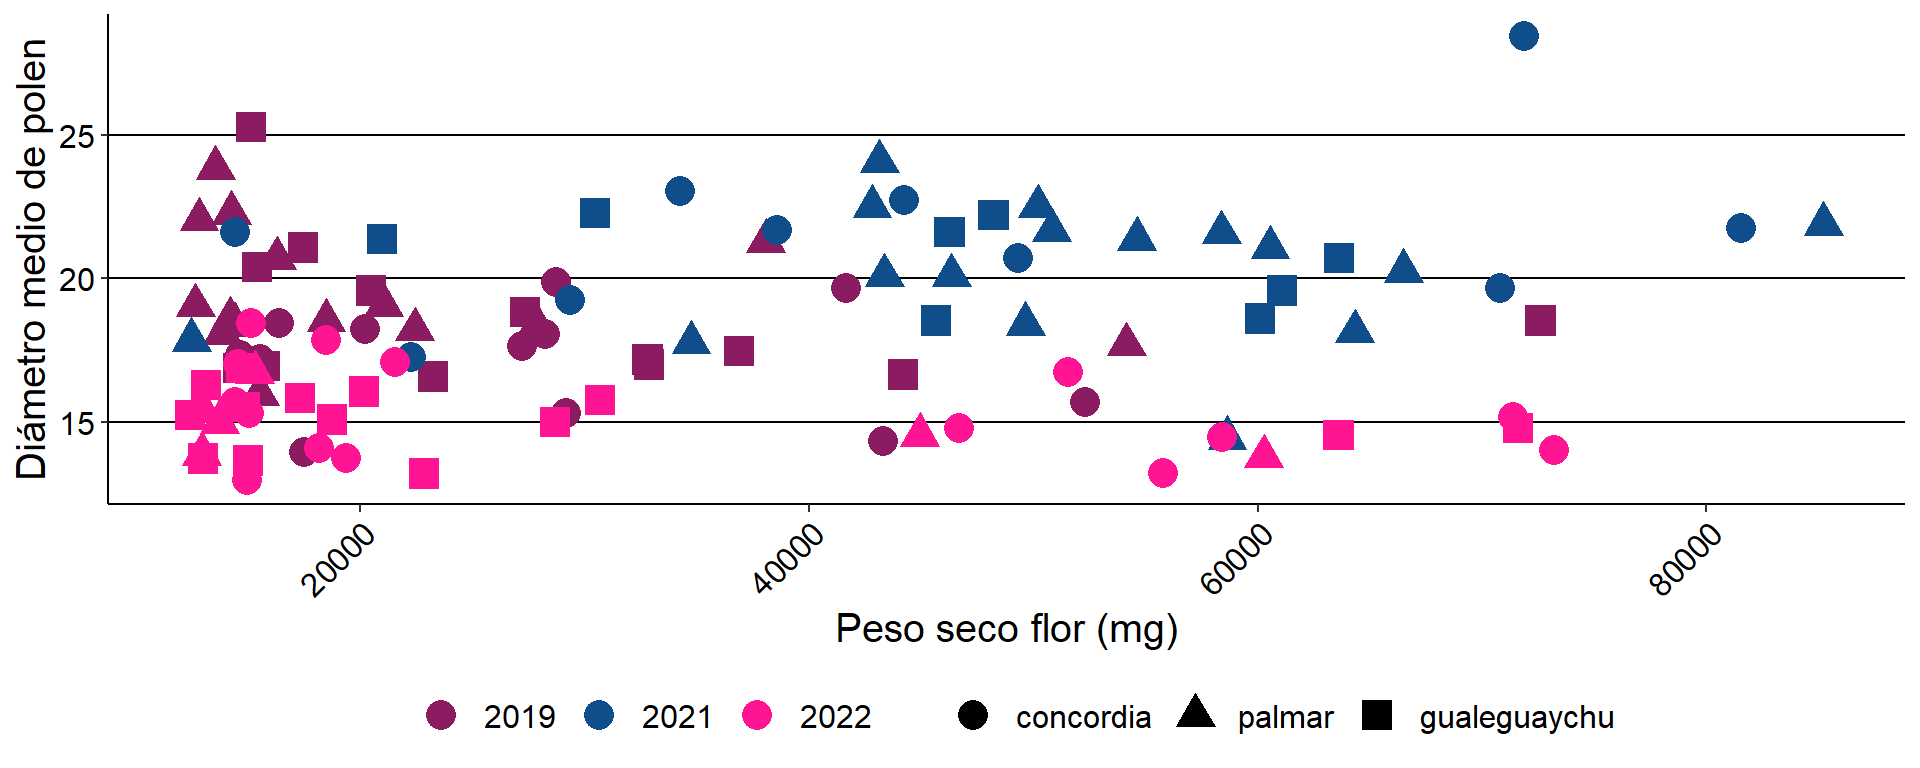 Diámetro medio de polen
25
20
15
20000
40000
60000
80000
Peso seco flor (mg)
2019 2021 2022 concordia palmar gualeguaychu